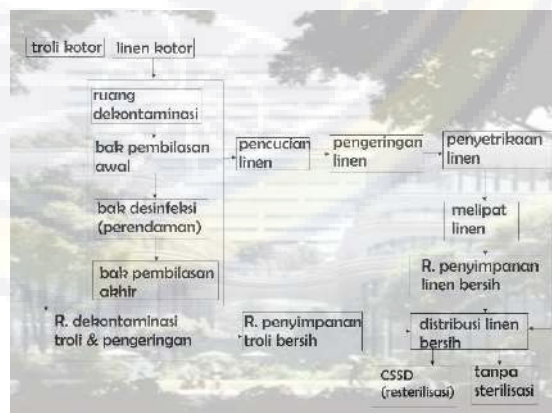 troli kotor
linen kotor
ruang
dekontaminasi
bak pembilasan
awal
bak desinfeksi
(perendaman)
bak pembilasan
akhir
pencucian
linen
pengeringan
linen
penyetrikaan
linen
melipat
linen
R. penyimpanan
linen bersih
R. dekontaminasi
troli & pengeringan
R. penyimpanan
troli bersih
distribusi linen
bersih
CSSD
(resterilisasi)
tanpa
sterilisasi